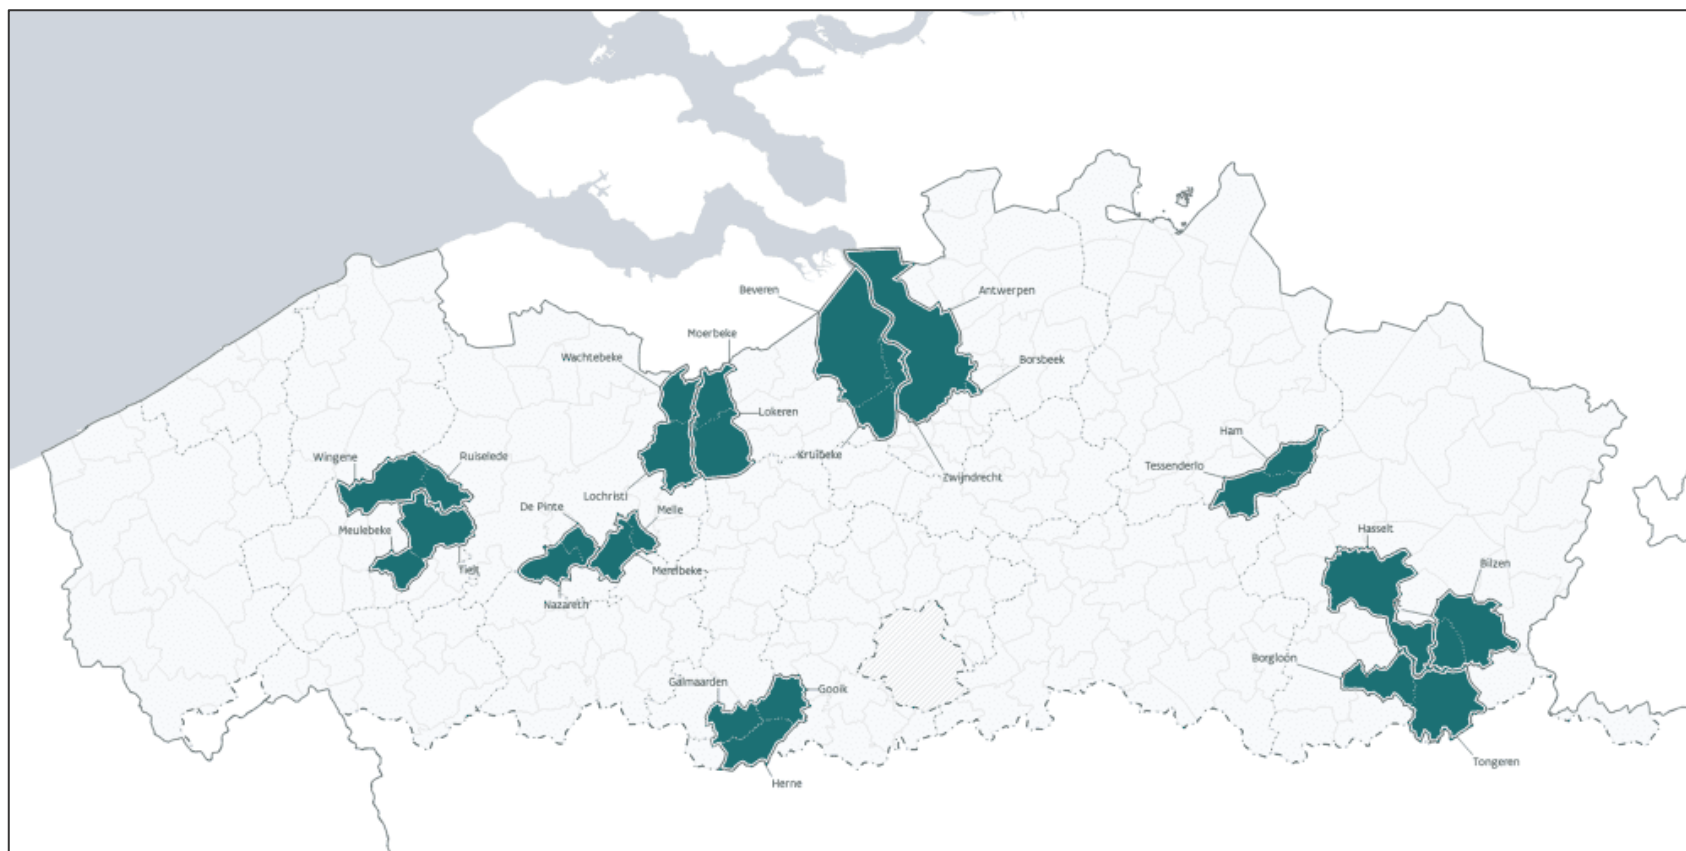 Beveren
Antwerpen
Moerbeke
Wachtebeke
Borsbeek
Lokeren
Ham
Wingene
Ruiselede
Kruibeke
Tessenderlo
Zwijndrecht
Lochristi
De Pinte
Melle
Meulebeke
Hasselt
Bilzen
Tielt
Merelbeke
Nazareth
Borgloon
Galmaarden
Gooik
Tongeren
Herne